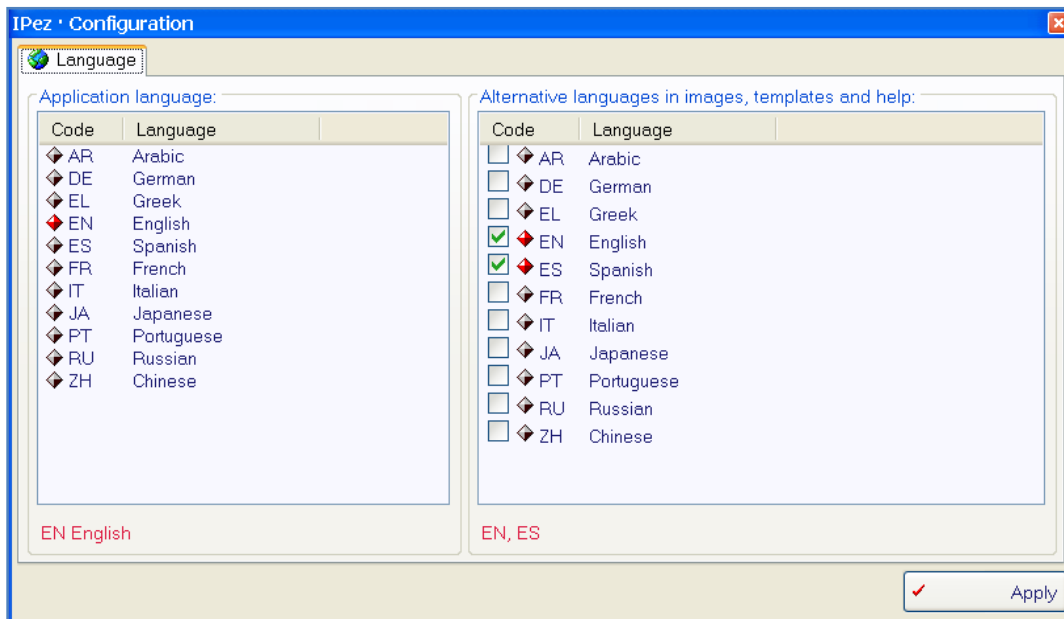 IPez · Configuration
Language
Application language:
Code Language
AR Arabic
DE German
EL Greek
EN English
ES Spanish
FR French
IT Italian
JA Japanese
PT Portuguese
RU Russian
ZH Chinese
EN English
Alternative languages in images, templates and help:
Code Language
AR Arabic
DE German
EL Greek
EN English
ES Spanish
FR French
IT Italian
JA Japanese
PT Portuguese
RU Russian
ZH Chinese
EN, ES
Apply